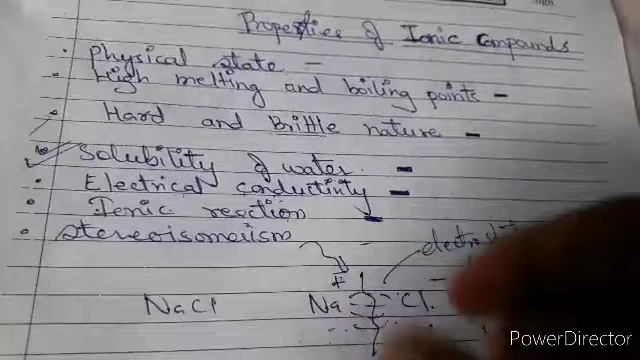 Properties of Ionic Compounds
• Physical state –
• High melting and boiling points –
• Hard and Brittle nature –
• Solubility of water –
• Electrical conductivity –
• Ionic reaction –
• Stereoisomerism –
NaCl Na Cl
+ –
PowerDirector